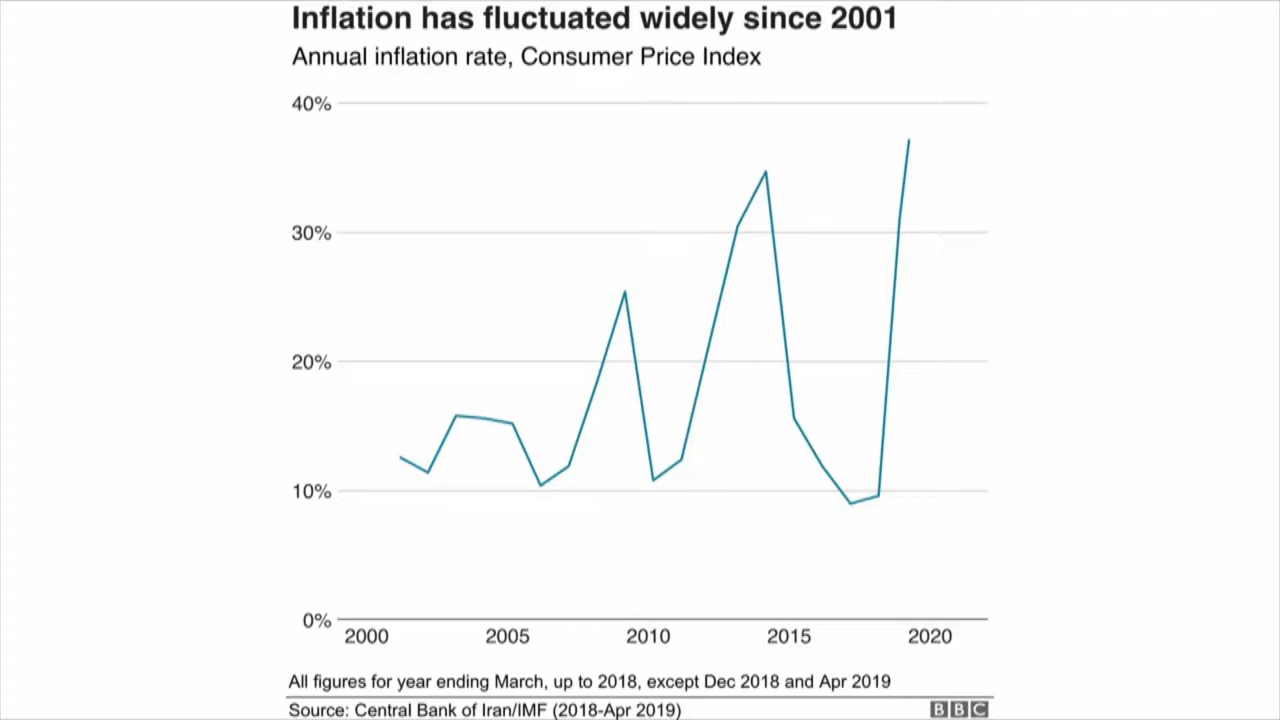 Inflation has fluctuated widely since 2001
Annual inflation rate, Consumer Price Index
40%
30%
20%
10%
0%
2000 2005 2010 2015 2020
All figures for year ending March, up to 2018, except Dec 2018 and Apr 2019
Source: Central Bank of Iran/IMF (2018-Apr 2019) BBC